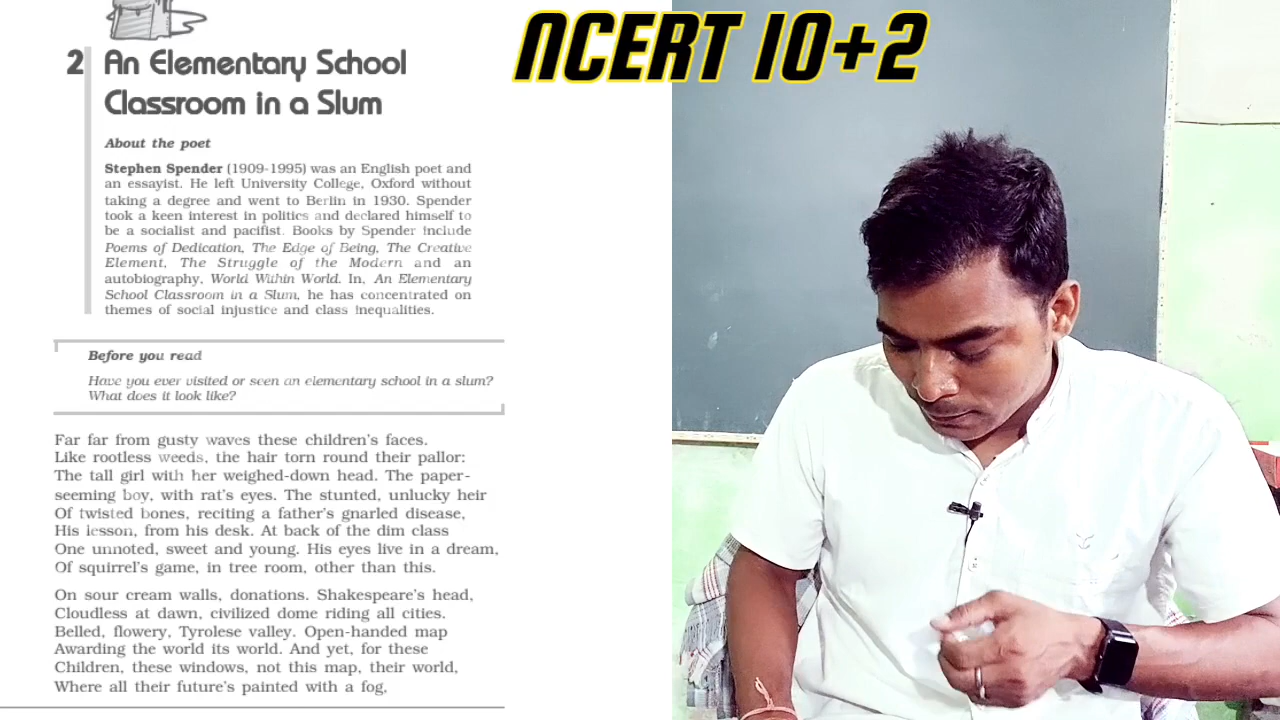 NCERT 10+2
2 An Elementary School
Classroom in a Slum
About the poet
Stephen Spender (1909-1995) was an English poet and
an essayist. He left University College, Oxford without
taking a degree and went to Berlin in 1930. Spender
took a keen interest in politics and declared himself to
be a socialist and pacifist. Books by Spender include
Poems of Dedication, The Edge of Being, The Creative
Element, The Struggle of the Modern and an
autobiography, World Within World. In, An Elementary
School Classroom in a Slum, he has concentrated on
themes of social injustice and class inequalities.
Before you read
Have you ever visited or seen an elementary school in a slum?
What does it look like?
Far far from gusty waves these children's faces.
Like rootless weeds, the hair torn round their pallor:
The tall girl with her weighed-down head. The paper-
seeming boy, with rat's eyes. The stunted, unlucky heir
Of twisted bones, reciting a father's gnarled disease,
His lesson, from his desk. At back of the dim class
One unnoted, sweet and young. His eyes live in a dream,
Of squirrel's game, in tree room, other than this.
On sour cream walls, donations. Shakespeare's head,
Cloudless at dawn, civilized dome riding all cities.
Belled, flowery, Tyrolese valley. Open-handed map
Awarding the world its world. And yet, for these
Children, these windows, not this map, their world,
Where all their future's painted with a fog,